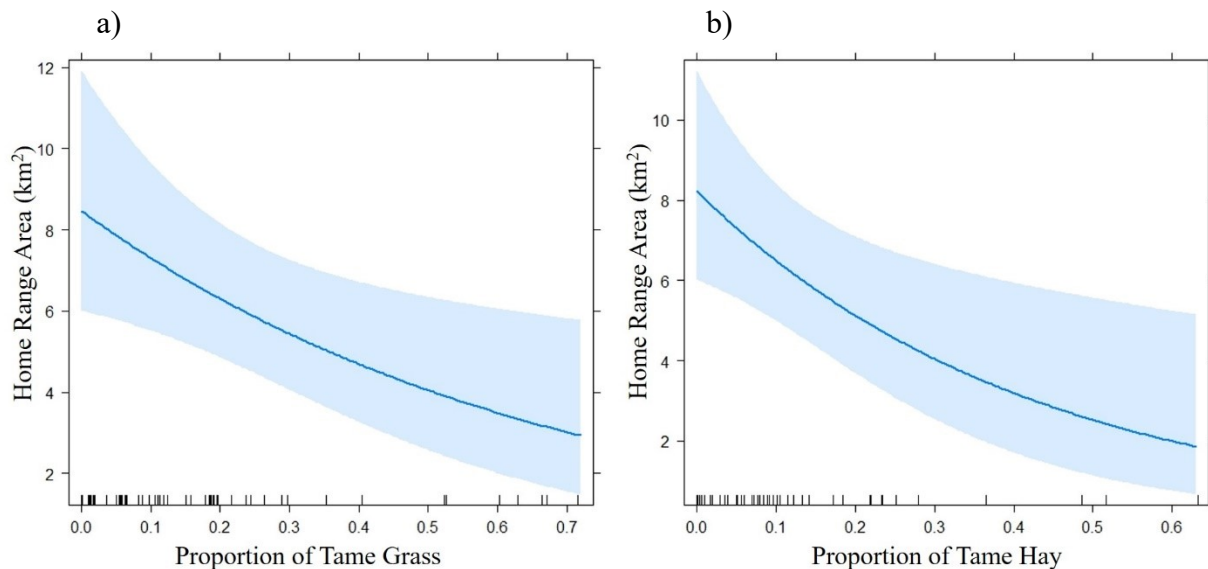 a)
12
10
8
6
4
2
Home Range Area (km²)
0.0 0.1 0.2 0.3 0.4 0.5 0.6 0.7
Proportion of Tame Grass
b)
10
8
6
4
2
Home Range Area (km²)
0.0 0.1 0.2 0.3 0.4 0.5 0.6
Proportion of Tame Hay